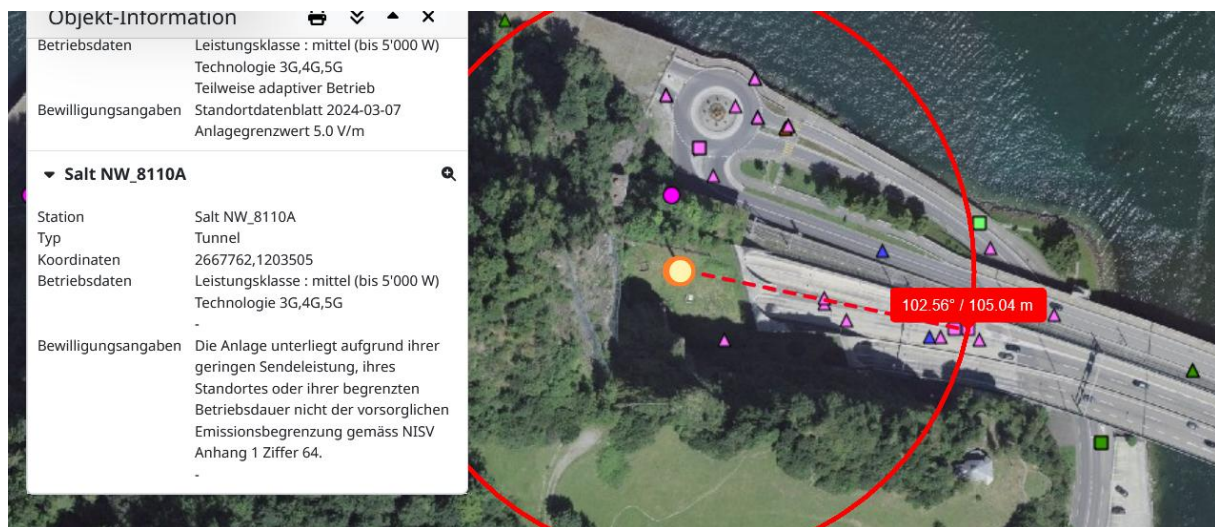 Objekt-Information
Betriebsdaten Leistungsklasse : mittel (bis 5'000 W)
Technologie 3G,4G,5G
Teilweise adaptiver Betrieb
Bewilligungsangaben Standortdatenblatt 2024-03-07
Anlagegrenzwert 5.0 V/m
Salt NW_8110A
Station Salt NW_8110A
Typ Tunnel
Koordinaten 2667762,1203505
Betriebsdaten Leistungsklasse : mittel (bis 5'000 W)
Technologie 3G,4G,5G
-
Bewilligungsangaben Die Anlage unterliegt aufgrund ihrer
geringen Sendeleistung, ihres
Standortes oder ihrer begrenzten
Betriebsdauer nicht der vorsorglichen
Emissionsbegrenzung gemäss NISV
Anhang 1 Ziffer 64.
-
102.56° / 105.04 m